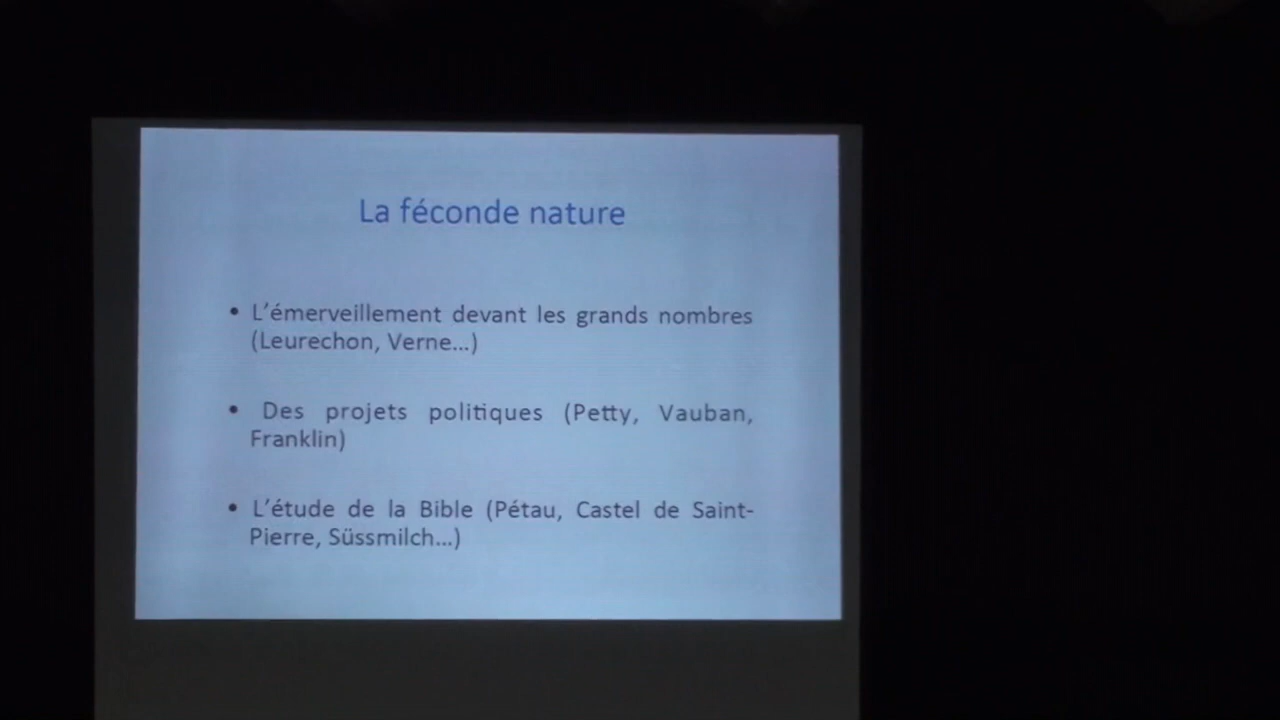 La féconde nature
• L’émerveillement devant les grands nombres
(Leurechon, Verne...)
• Des projets politiques (Petty, Vauban,
Franklin)
• L’étude de la Bible (Pétau, Castel de Saint-
Pierre, Süssmilch...)